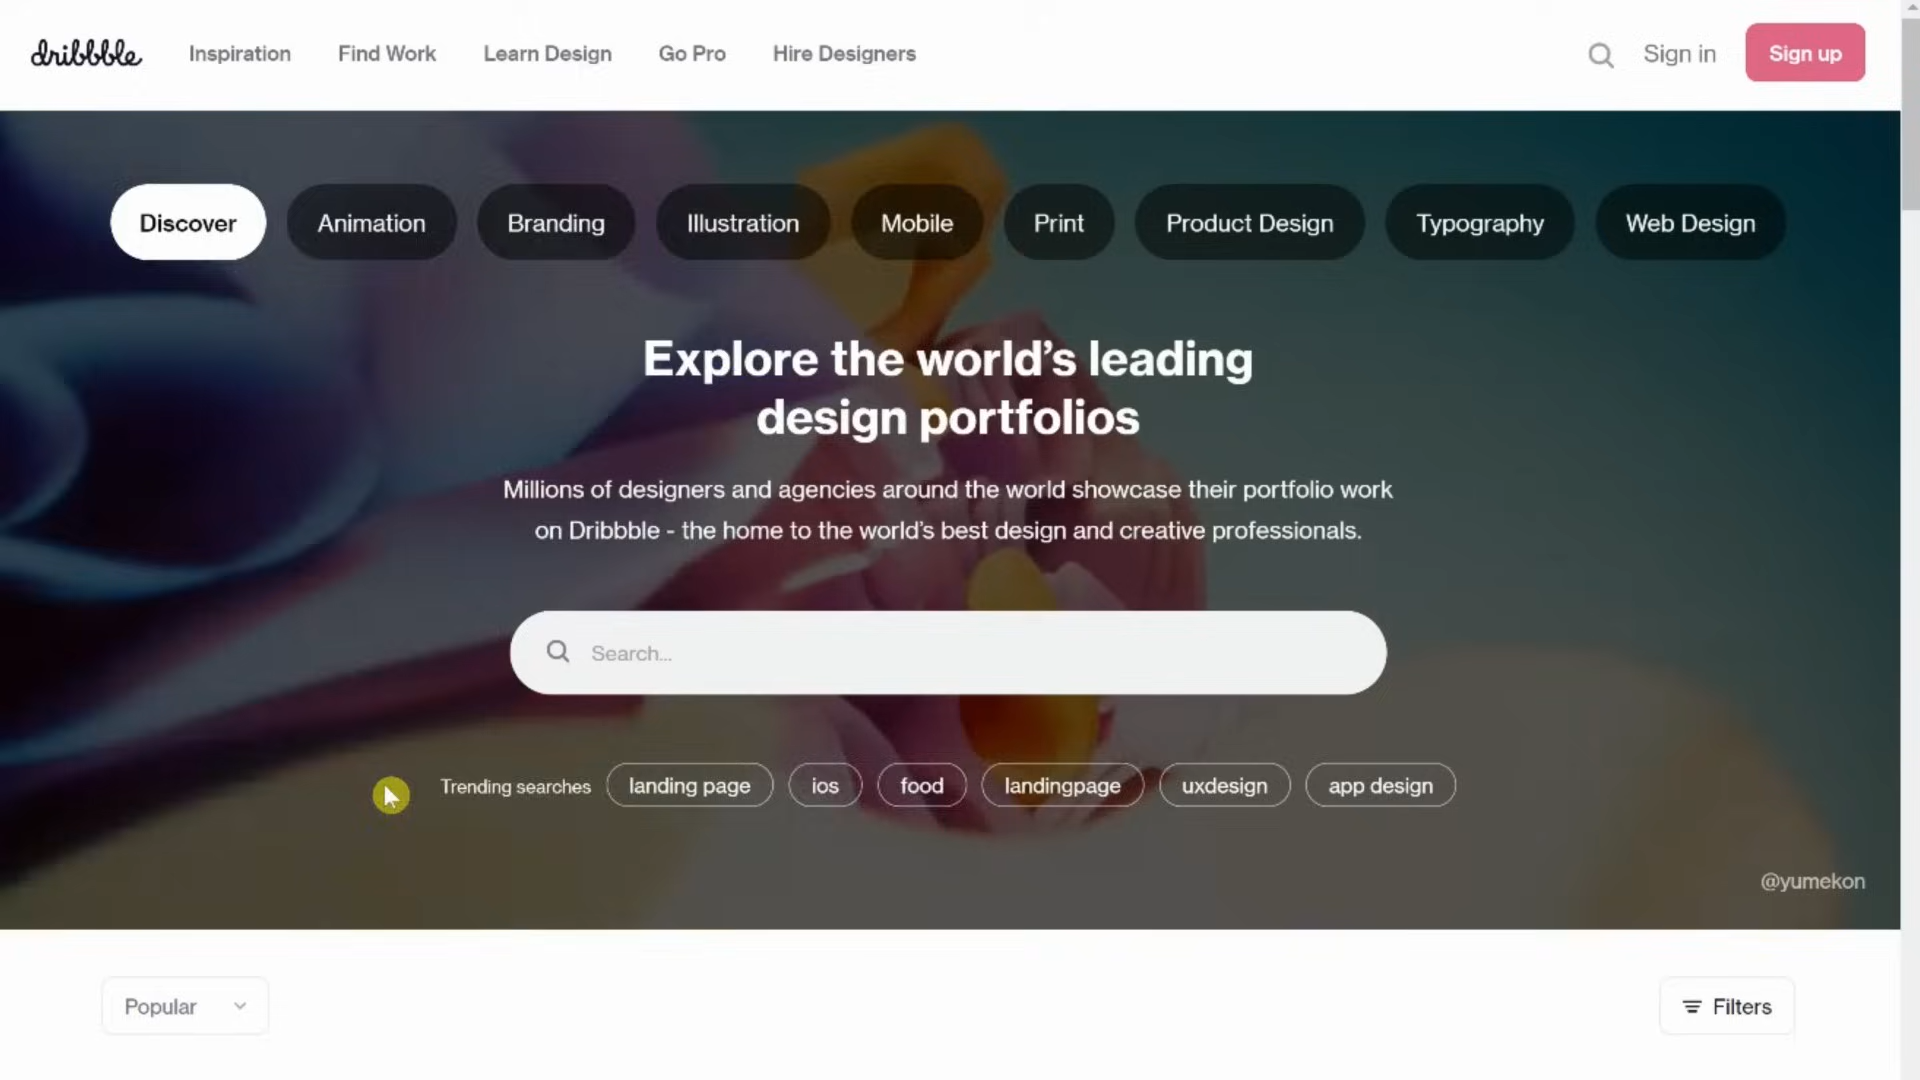 dribbble Inspiration Find Work Learn Design Go Pro Hire Designers Sign in Sign up
Discover Animation Branding Illustration Mobile Print Product Design Typography Web Design
Explore the world’s leading
design portfolios
Millions of designers and agencies around the world showcase their portfolio work
on Dribbble - the home to the world’s best design and creative professionals.
Search...
Trending searches landing page ios food landingpage uxdesign app design
@yumekon
Popular Filters